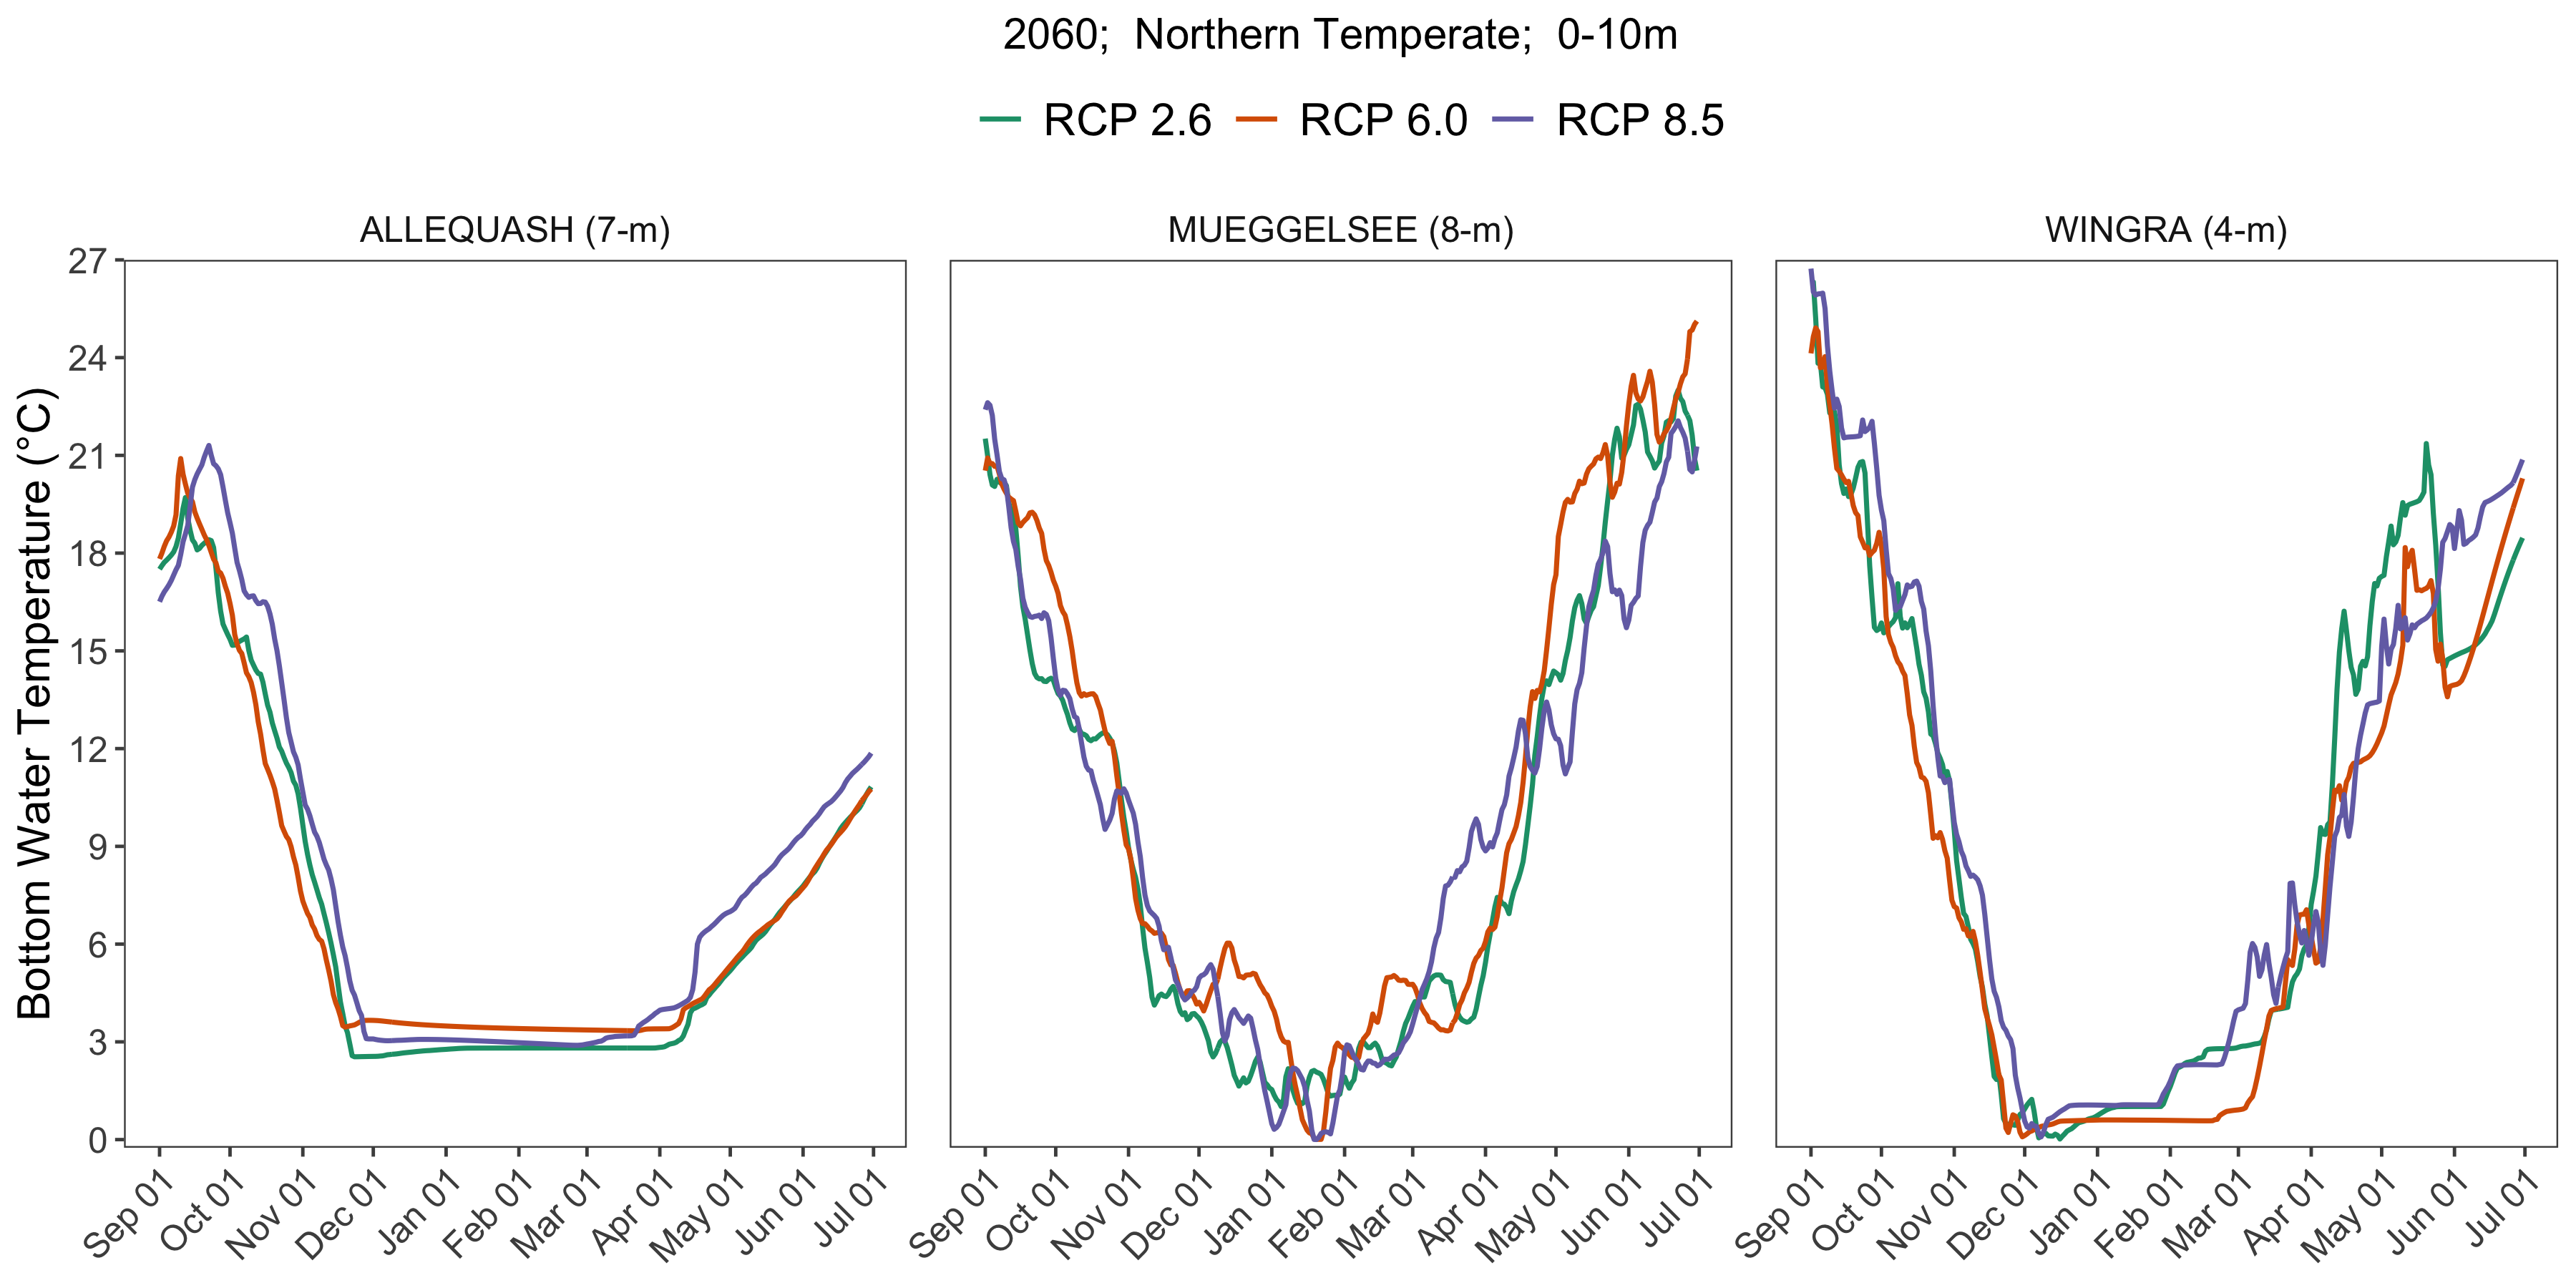 2060;  Northern Temperate;  0-10m
RCP 2.6 RCP 6.0 RCP 8.5
ALLEQUASH (7-m) MUEGGELSEE (8-m) WINGRA (4-m)
Bottom Water Temperature (°C)
27
24
21
18
15
12
9
6
3
0
Sep 01 Oct 01 Nov 01 Dec 01 Jan 01 Feb 01 Mar 01 Apr 01 May 01 Jun 01 Jul 01 Sep 01 Oct 01 Nov 01 Dec 01 Jan 01 Feb 01 Mar 01 Apr 01 May 01 Jun 01 Jul 01 Sep 01 Oct 01 Nov 01 Dec 01 Jan 01 Feb 01 Mar 01 Apr 01 May 01 Jun 01 Jul 01